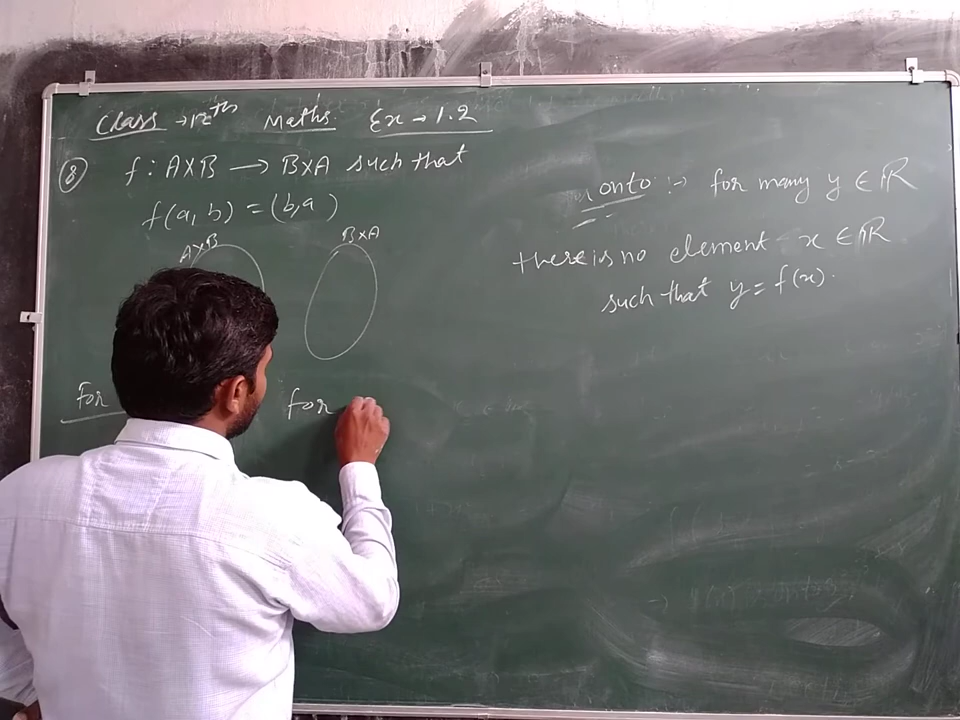 Class → 12th Maths Ex → 1.2
8 f : A×B → B×A such that
f(a, b) = (b, a)
A×B B×A
For for
For onto :→ for many y ∈ R
there is no element x ∈ R
such that y = f(x).